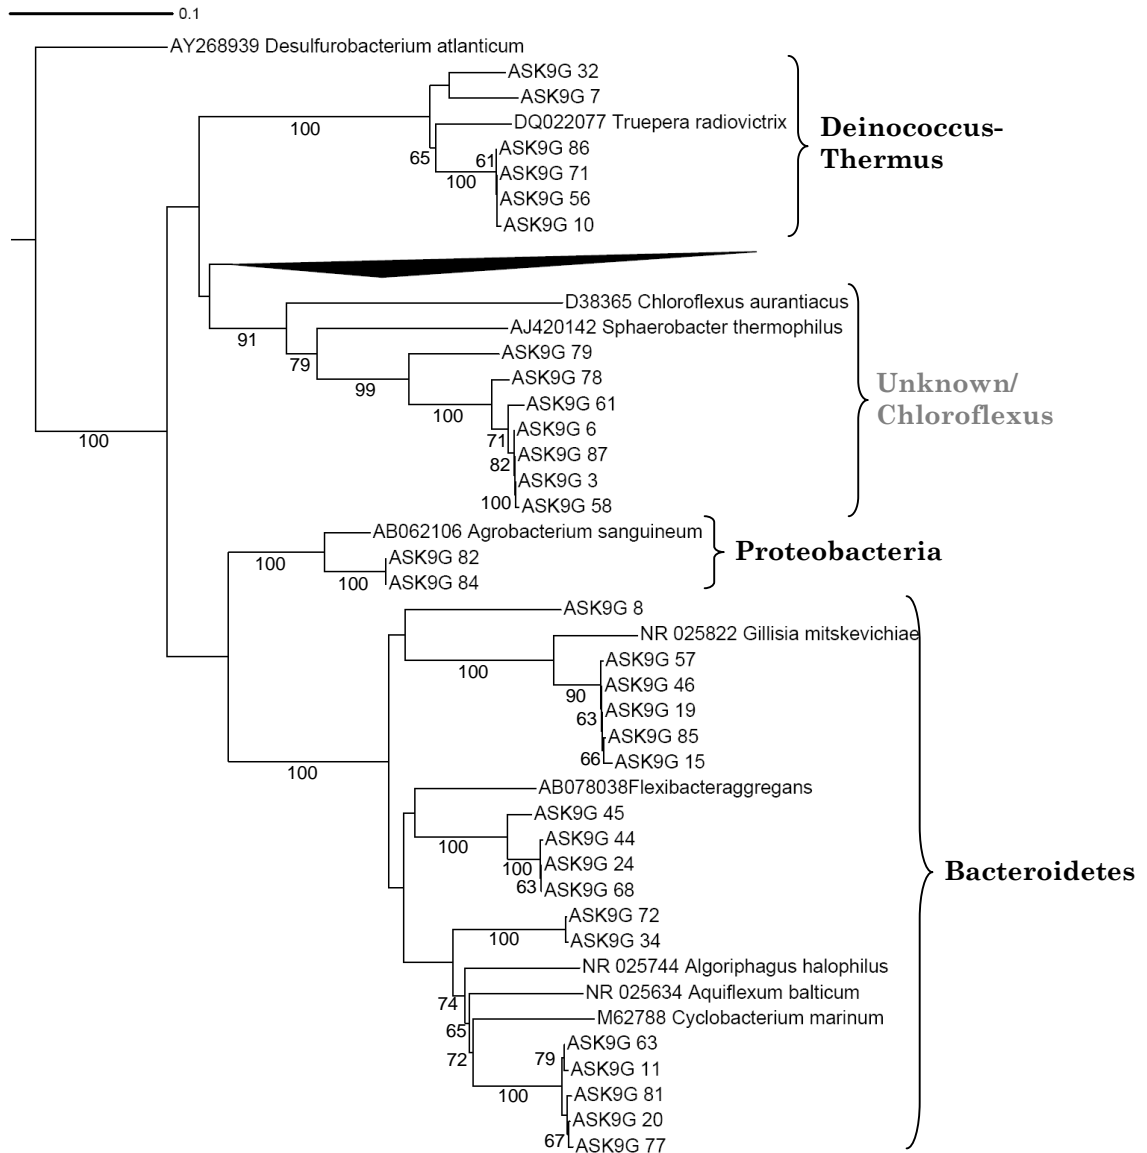 0.1
AY268939 Desulfurobacterium atlanticum
ASK9G 32
ASK9G 7
100
DQ022077 Truepera radiovictrix
Deinococcus-
Thermus
65
61
ASK9G 86
100
ASK9G 71
ASK9G 56
ASK9G 10
D38365 Chloroflexus aurantiacus
91
AJ420142 Sphaerobacter thermophilus
79
ASK9G 79
99
ASK9G 78
Unknown/
Chloroflexus
100
ASK9G 61
100
ASK9G 6
71
ASK9G 87
82
ASK9G 3
100
ASK9G 58
AB062106 Agrobacterium sanguineum
100
ASK9G 82
Proteobacteria
100
ASK9G 84
ASK9G 8
NR 025822 Gillisia mitskevichiae
100
ASK9G 57
90
ASK9G 46
63
ASK9G 19
ASK9G 85
66
ASK9G 15
100
AB078038Flexibacteraggregans
ASK9G 45
100
ASK9G 44
100
ASK9G 24
63
ASK9G 68
Bacteroidetes
ASK9G 72
100
ASK9G 34
NR 025744 Algoriphagus halophilus
74
NR 025634 Aquiflexum balticum
65
M62788 Cyclobacterium marinum
72
ASK9G 63
79
ASK9G 11
100
ASK9G 81
ASK9G 20
67
ASK9G 77